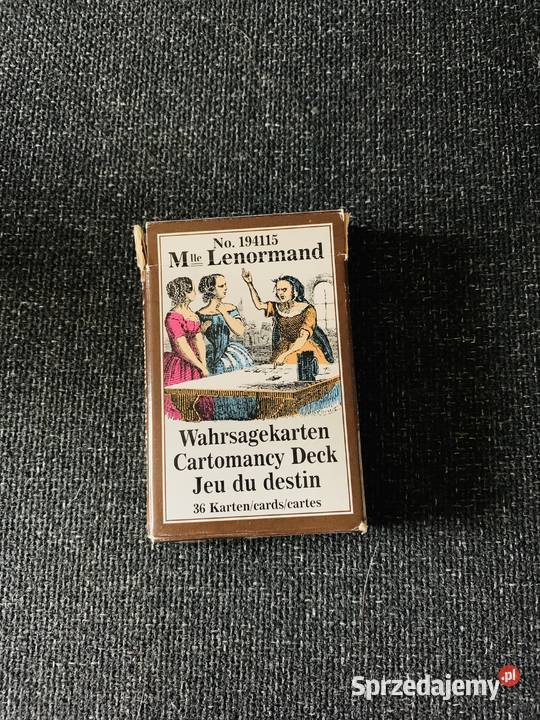 No. 194115
Mlle Lenormand
Wahrsagekarten
Cartomancy Deck
Jeu du destin
36 Karten/cards/cartes
Sprzedajemy.pl